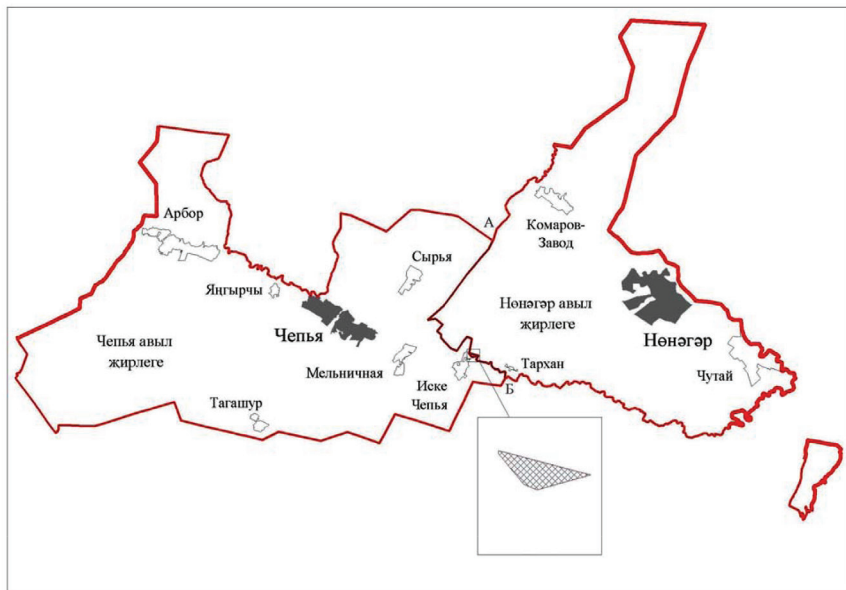 А
Комаров-
Завод
Арбор
Сырья
Яңгырчы
Нөнәгәр авыл
җирлеге
Чепья
Нөнәгәр
Чепья авыл
җирлеге
Мельничная
Тархан
Иске
Чепья
Б
Чутай
Тагашур